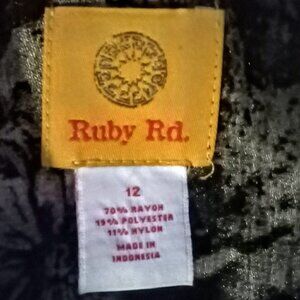 Ruby Rd.
12
70% RAYON
19% POLYESTER
11% NYLON
MADE IN
INDONESIA